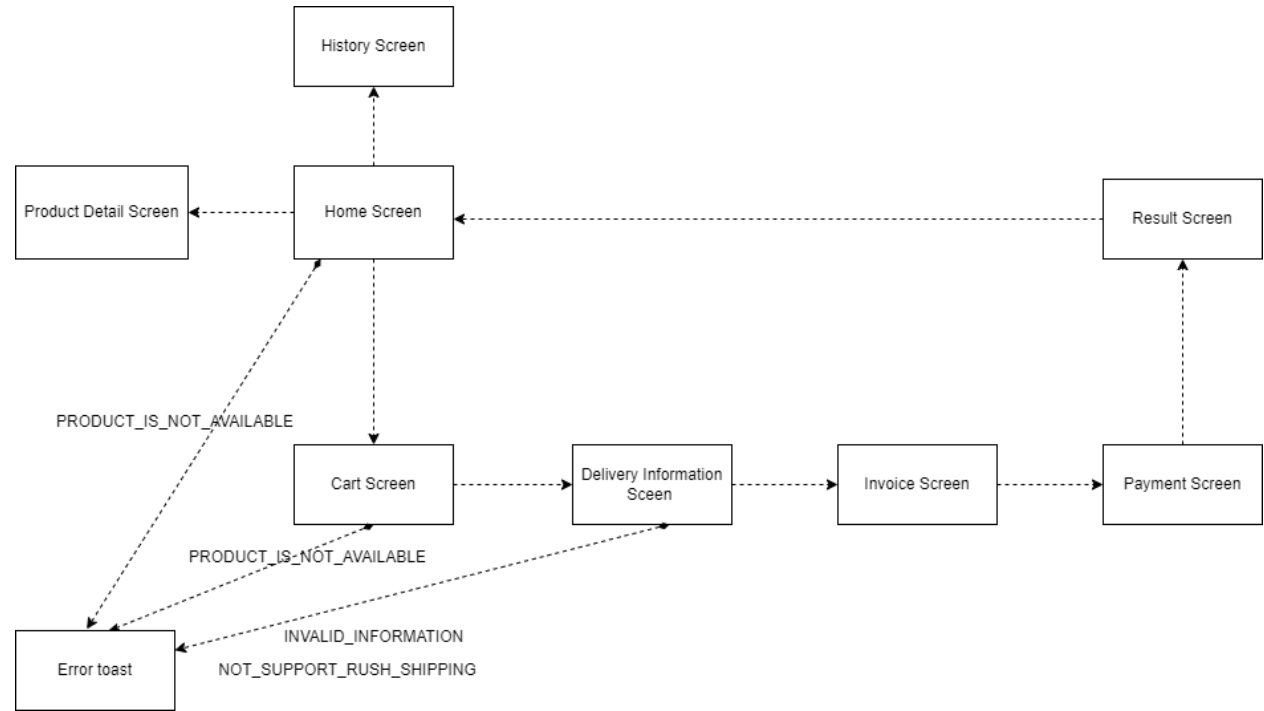 History Screen
Product Detail Screen
Home Screen
Result Screen
PRODUCT_IS_NOT_AVAILABLE
Cart Screen
Delivery Information
Sceen
Invoice Screen
Payment Screen
PRODUCT_IS_NOT_AVAILABLE
INVALID_INFORMATION
Error toast
NOT_SUPPORT_RUSH_SHIPPING